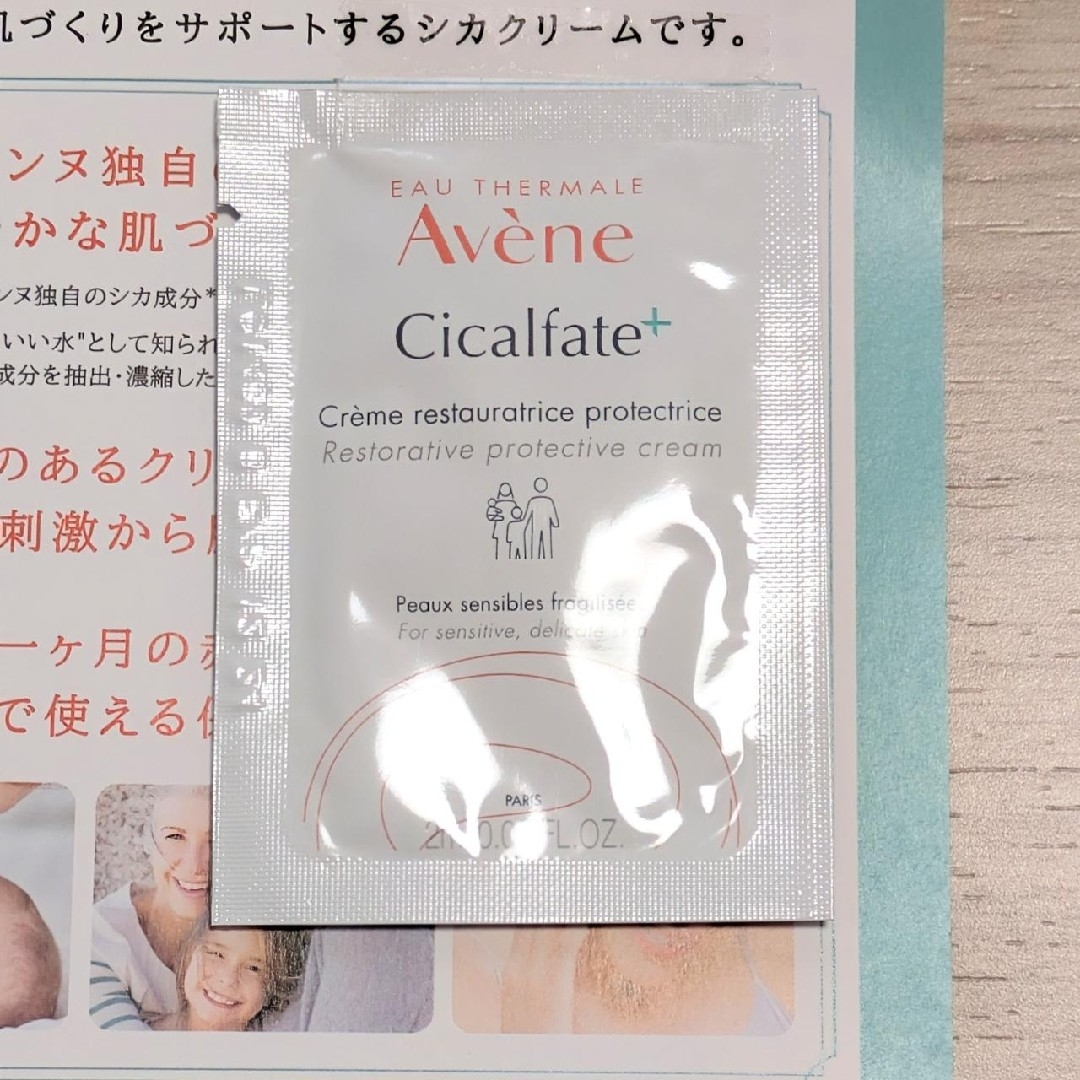 肌づくりをサポートするシカクリームです。
ンヌ独自
やかな肌づ
ンヌ独自のシカ成分*
いい水"として知られ
成分を抽出・濃縮した
のあるクリ
刺激から
一ヶ月の
で使える
EAU THERMALE
Avène
Cicalfate+
Crème restauratrice protectrice
Restorative protective cream
Peaux sensibles fragilisées
For sensitive, delicate skin
PARIS
FL.OZ.